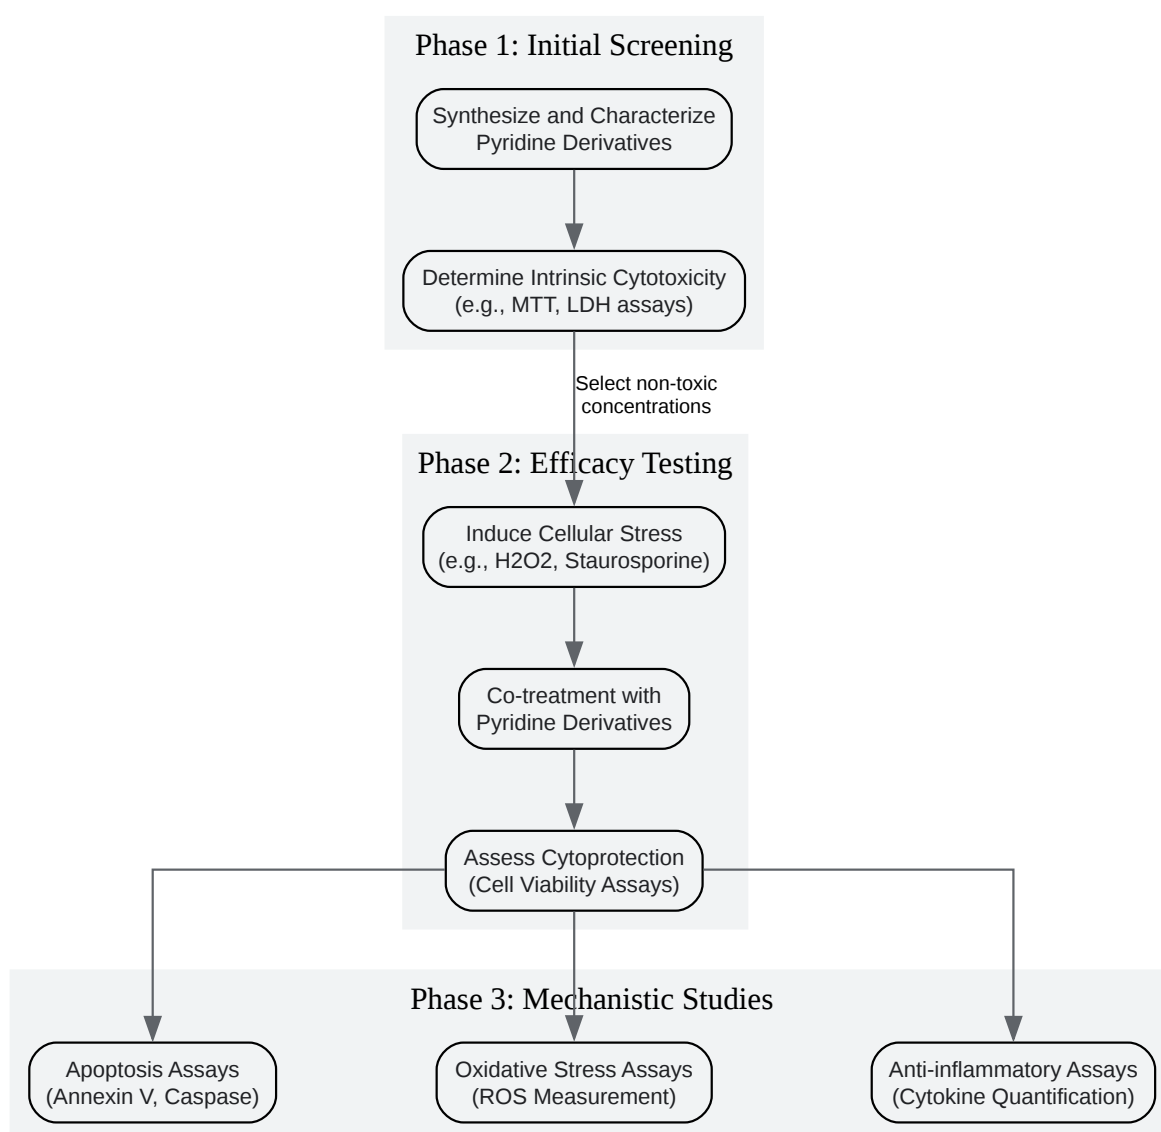 Phase 1: Initial Screening
Synthesize and Characterize
Pyridine Derivatives
Determine Intrinsic Cytotoxicity
(e.g., MTT, LDH assays)
Select non-toxic
concentrations
Phase 2: Efficacy Testing
Induce Cellular Stress
(e.g., H2O2, Staurosporine)
Co-treatment with
Pyridine Derivatives
Assess Cytoprotection
(Cell Viability Assays)
Phase 3: Mechanistic Studies
Apoptosis Assays
(Annexin V, Caspase)
Oxidative Stress Assays
(ROS Measurement)
Anti-inflammatory Assays
(Cytokine Quantification)